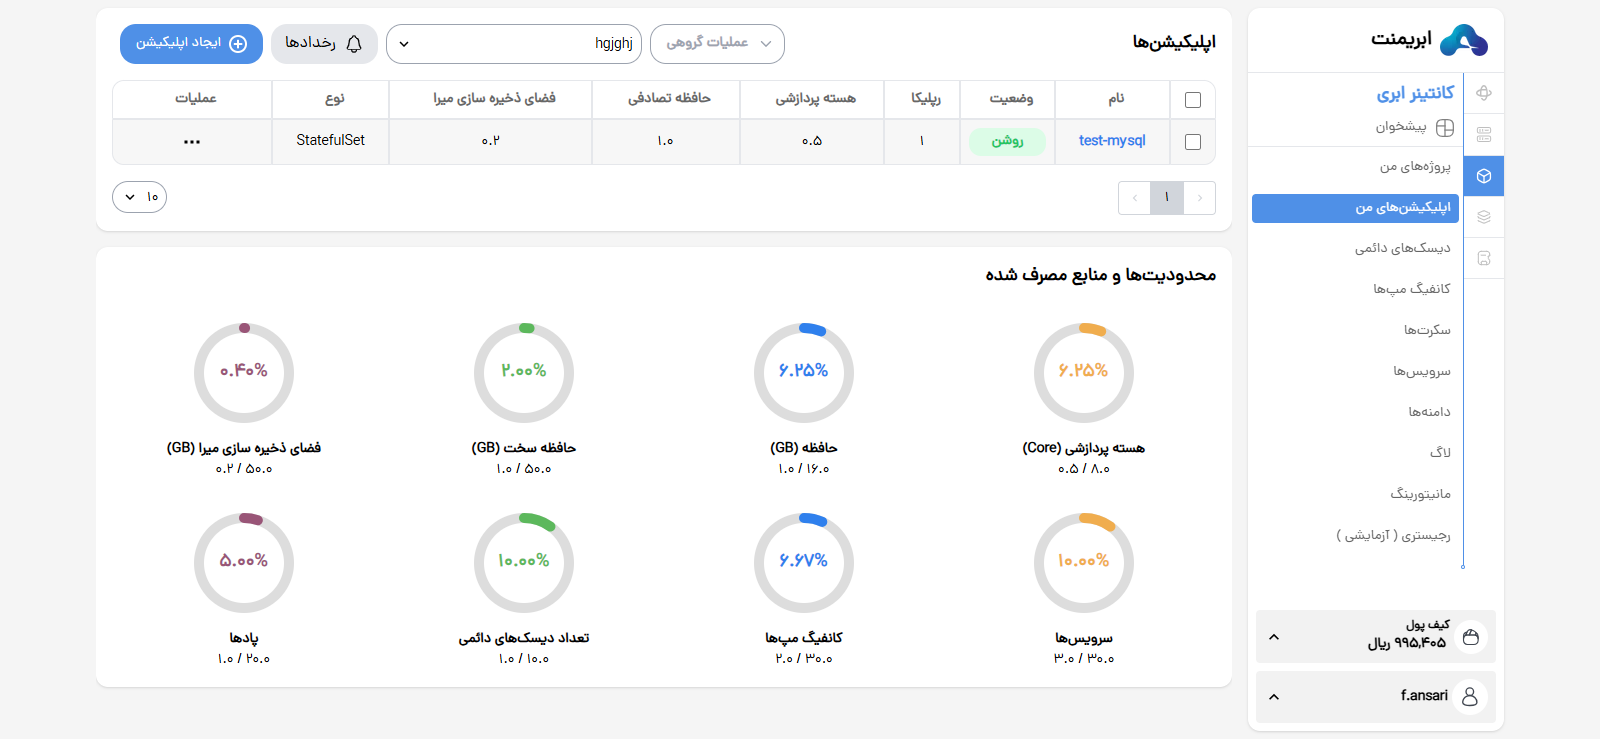 ابریمنت
کانتینر ابری
پیشخوان
پروژه‌های من
اپلیکیشن‌های من
دیسک‌های دائمی
کانفیگ مپ‌ها
سکرت‌ها
سرویس‌ها
دامنه‌ها
لاگ
مانیتورینگ
رجیستری ( آزمایشی )
کیف پول
۹۹۵,۴۰۵ ریال
f.ansari
اپلیکیشن‌ها
عملیات گروهی
hgjghj
رخدادها
ایجاد اپلیکیشن
نام وضعیت رپلیکا هسته پردازشی حافظه تصادفی فضای ذخیره سازی میرا نوع عملیات
test-mysql روشن ۱ ۰.۵ ۱.۰ ۰.۲ StatefulSet
۱
۱۰
محدودیت‌ها و منابع مصرف شده
۶.۲۵% ۶.۲۵% ۲.۰۰% ۰.۴۰%
هسته پردازشی (Core) حافظه (GB) حافظه سخت (GB) فضای ذخیره سازی میرا (GB)
۰.۵ / ۸.۰ ۱.۰ / ۱۶.۰ ۱.۰ / ۵۰.۰ ۰.۲ / ۵۰.۰
۱۰.۰۰% ۶.۶۷% ۱۰.۰۰% ۵.۰۰%
سرویس‌ها کانفیگ مپ‌ها تعداد دیسک‌های دائمی پادها
۳.۰ / ۳۰.۰ ۲.۰ / ۳۰.۰ ۱.۰ / ۱۰.۰ ۱.۰ / ۲۰.۰